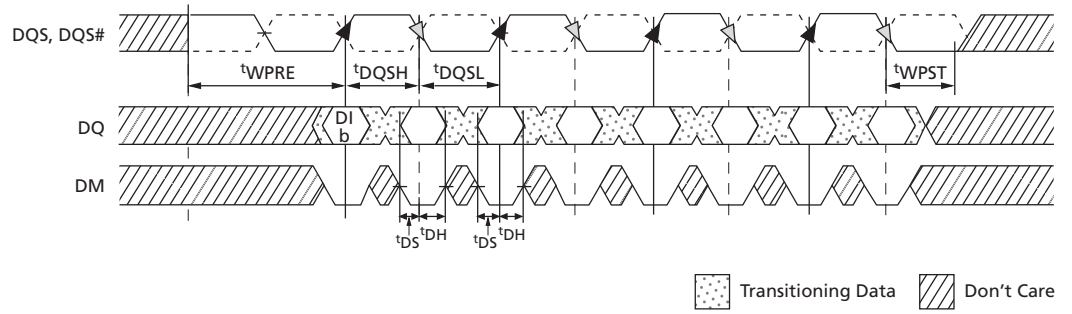 DQS, DQS#
tWPRE tDQSH tDQSL tWPST
DQ
DI
b
DM
tDS tDH tDS tDH
Transitioning Data Don't Care